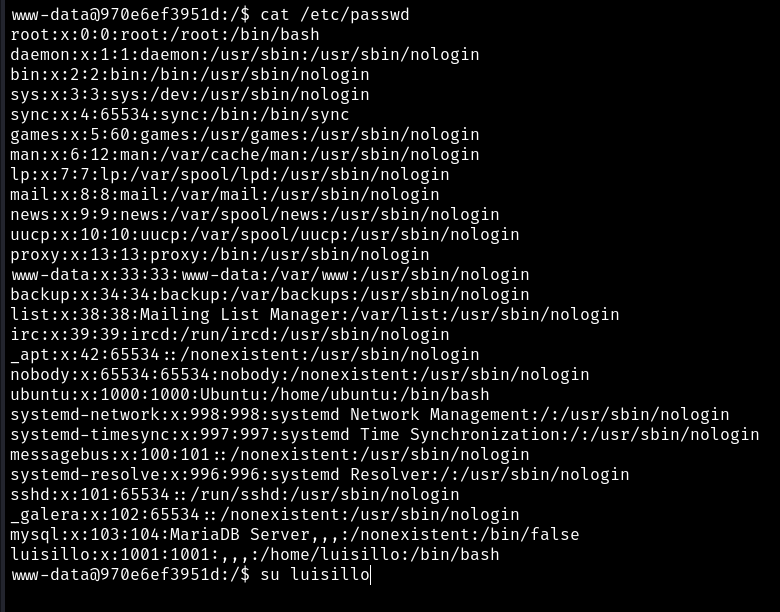 www-data@970e6ef3951d:/$ cat /etc/passwd
root:x:0:0:root:/root:/bin/bash
daemon:x:1:1:daemon:/usr/sbin:/usr/sbin/nologin
bin:x:2:2:bin:/bin:/usr/sbin/nologin
sys:x:3:3:sys:/dev:/usr/sbin/nologin
sync:x:4:65534:sync:/bin:/bin/sync
games:x:5:60:games:/usr/games:/usr/sbin/nologin
man:x:6:12:man:/var/cache/man:/usr/sbin/nologin
lp:x:7:7:lp:/var/spool/lpd:/usr/sbin/nologin
mail:x:8:8:mail:/var/mail:/usr/sbin/nologin
news:x:9:9:news:/var/spool/news:/usr/sbin/nologin
uucp:x:10:10:uucp:/var/spool/uucp:/usr/sbin/nologin
proxy:x:13:13:proxy:/bin:/usr/sbin/nologin
www-data:x:33:33:www-data:/var/www:/usr/sbin/nologin
backup:x:34:34:backup:/var/backups:/usr/sbin/nologin
list:x:38:38:Mailing List Manager:/var/list:/usr/sbin/nologin
irc:x:39:39:ircd:/run/ircd:/usr/sbin/nologin
_apt:x:42:65534::/nonexistent:/usr/sbin/nologin
nobody:x:65534:65534:nobody:/nonexistent:/usr/sbin/nologin
ubuntu:x:1000:1000:Ubuntu:/home/ubuntu:/bin/bash
systemd-network:x:998:998:systemd Network Management:/:/usr/sbin/nologin
systemd-timesync:x:997:997:systemd Time Synchronization:/:/usr/sbin/nologin
messagebus:x:100:101::/nonexistent:/usr/sbin/nologin
systemd-resolve:x:996:996:systemd Resolver:/:/usr/sbin/nologin
sshd:x:101:65534::/run/sshd:/usr/sbin/nologin
_galera:x:102:65534::/nonexistent:/usr/sbin/nologin
mysql:x:103:104:MariaDB Server,,,:/nonexistent:/bin/false
luisillo:x:1001:1001:,,,:/home/luisillo:/bin/bash
www-data@970e6ef3951d:/$ su luisillo